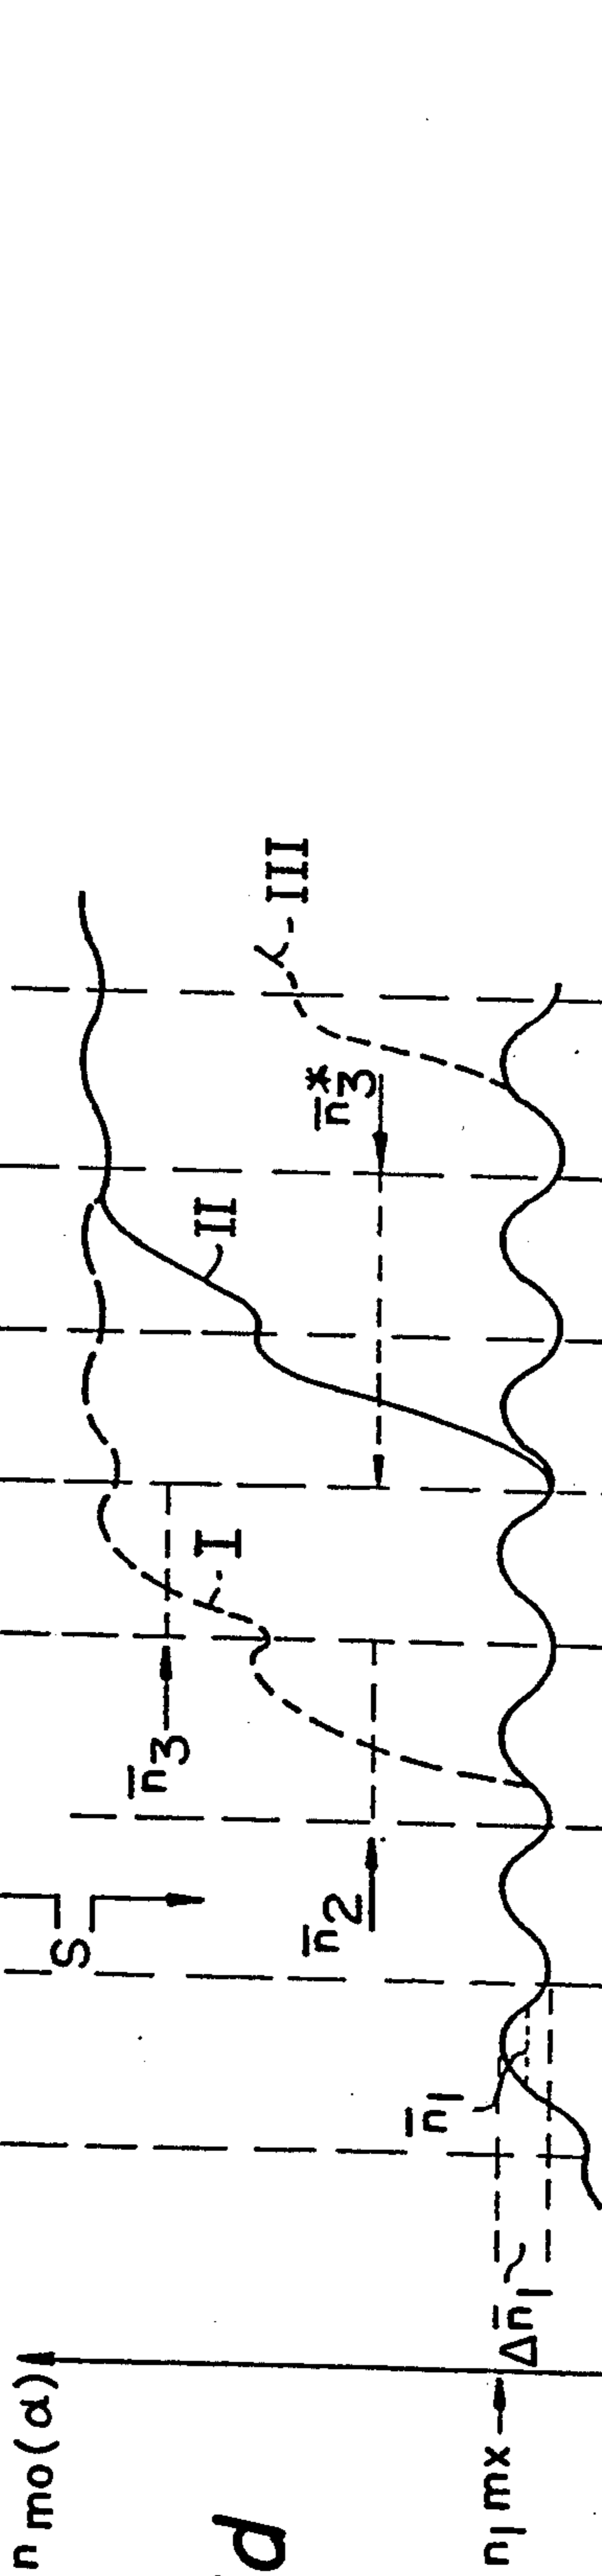 n mo(α)
d
n₁ mx
Δn̄₁
n̄₁
S
n̄₂
n̄₃
I
II
n̄₃*
III